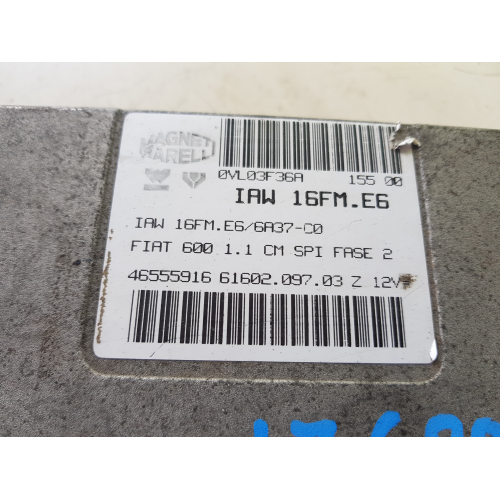 MAGNETI
MARELLI
0VL03F36A 155 00
IAW 16FM.E6
IAW 16FM.E6/6A37-C0
FIAT 600 1.1 CM SPI FASE 2
46555916 61602.097.03 Z 12V